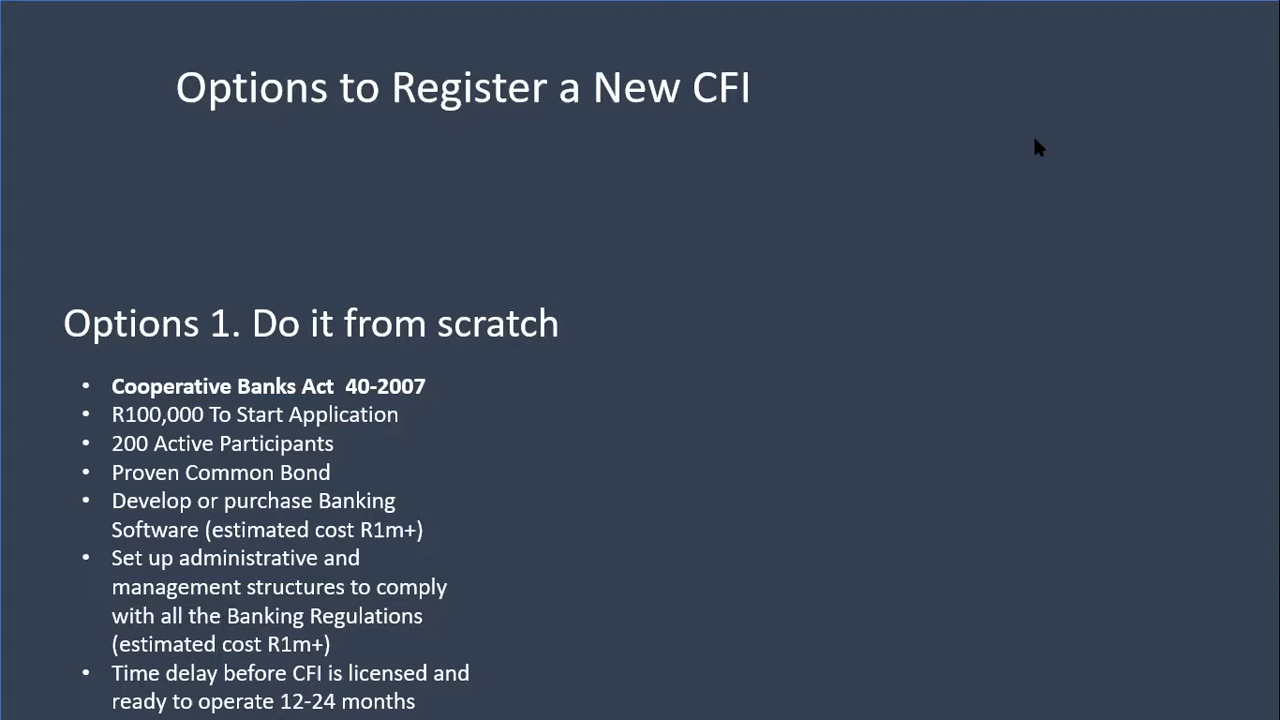 Options to Register a New CFI
Options 1. Do it from scratch
• Cooperative Banks Act  40-2007
• R100,000 To Start Application
• 200 Active Participants
• Proven Common Bond
• Develop or purchase Banking
Software (estimated cost R1m+)
• Set up administrative and
management structures to comply
with all the Banking Regulations
(estimated cost R1m+)
• Time delay before CFI is licensed and
ready to operate 12-24 months